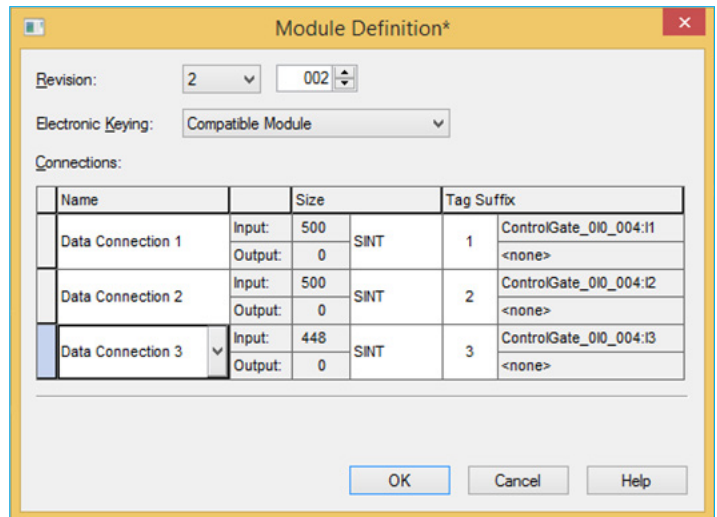 Module Definition*
Revision: 2 002
Electronic Keying: Compatible Module
Connections:
Name Size Tag Suffix
Data Connection 1 Input: 500 SINT 1 ControlGate_0I0_004:I1
Output: 0 <none>
Data Connection 2 Input: 500 SINT 2 ControlGate_0I0_004:I2
Output: 0 <none>
Data Connection 3 Input: 448 SINT 3 ControlGate_0I0_004:I3
Output: 0 <none>
OK Cancel Help